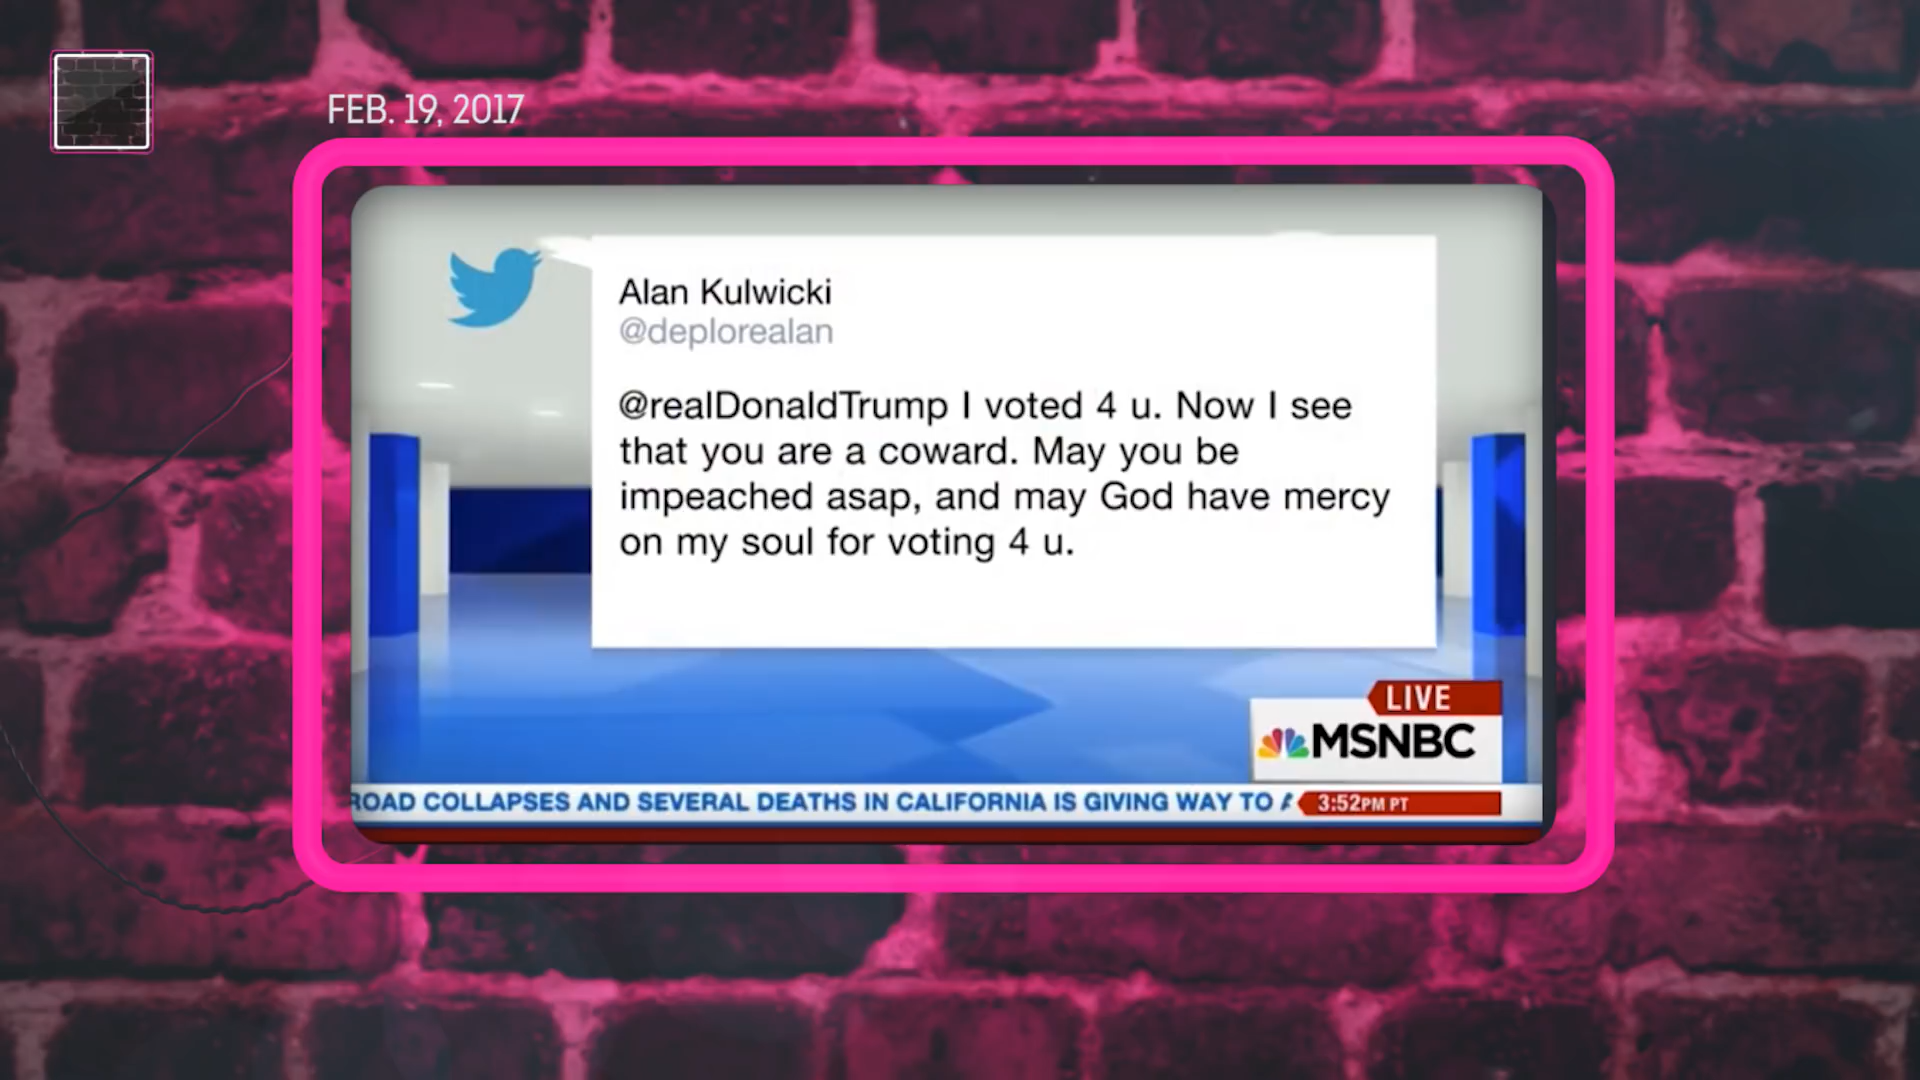 FEB. 19, 2017
Alan Kulwicki
@deplorealan
@realDonaldTrump I voted 4 u. Now I see
that you are a coward. May you be
impeached asap, and may God have mercy
on my soul for voting 4 u.
LIVE
MSNBC
ROAD COLLAPSES AND SEVERAL DEATHS IN CALIFORNIA IS GIVING WAY TO
3:52PM PT